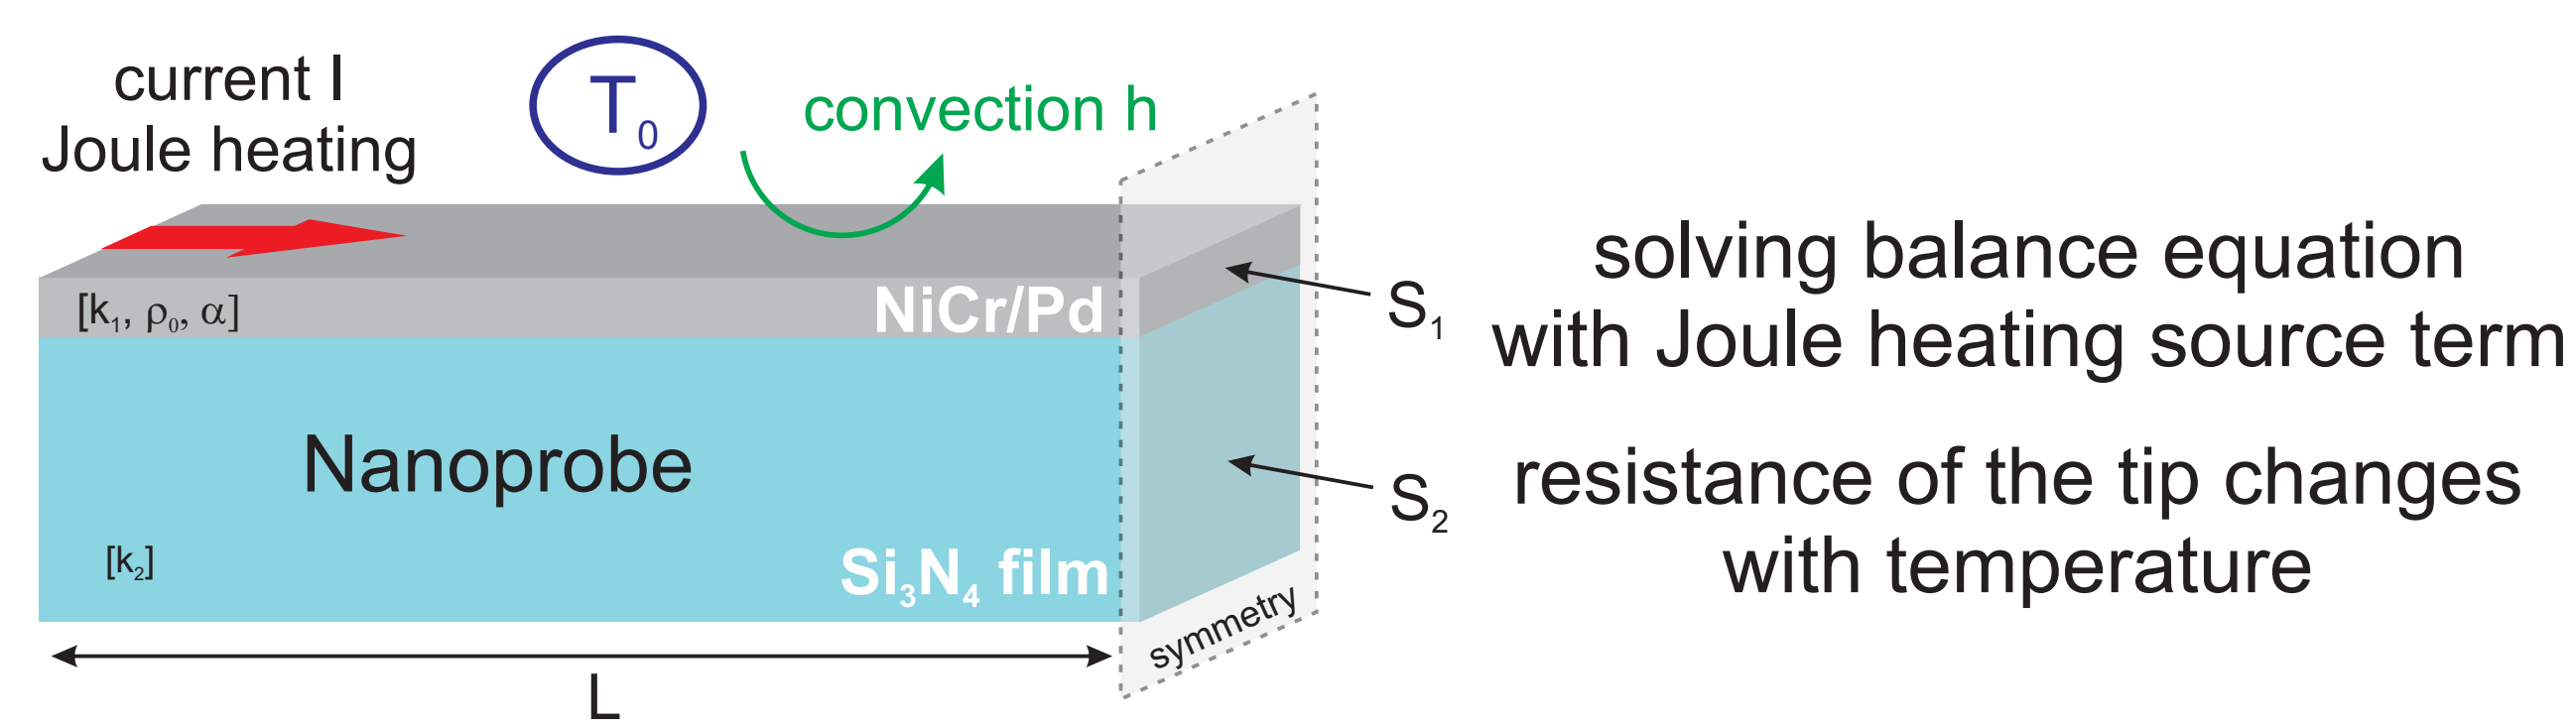 current I
Joule heating
T₀
convection h
[k₁, ρ₀, α]
NiCr/Pd
S₁
Nanoprobe
S₂
[k₂]
Si₃N₄ film
symmetry
L
solving balance equation
with Joule heating source term
resistance of the tip changes
with temperature